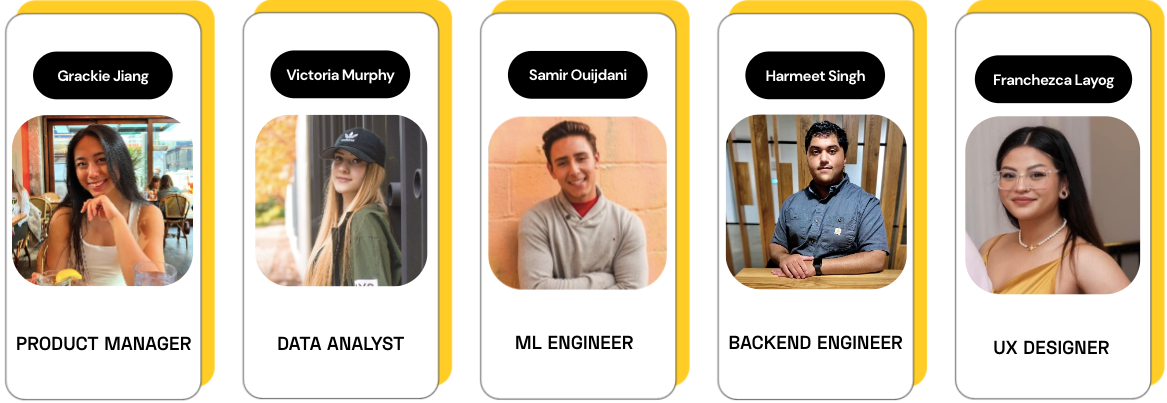 Grackie Jiang
Victoria Murphy
Samir Ouijdani
Harmeet Singh
Franchezca Layog
PRODUCT MANAGER
DATA ANALYST
ML ENGINEER
BACKEND ENGINEER
UX DESIGNER